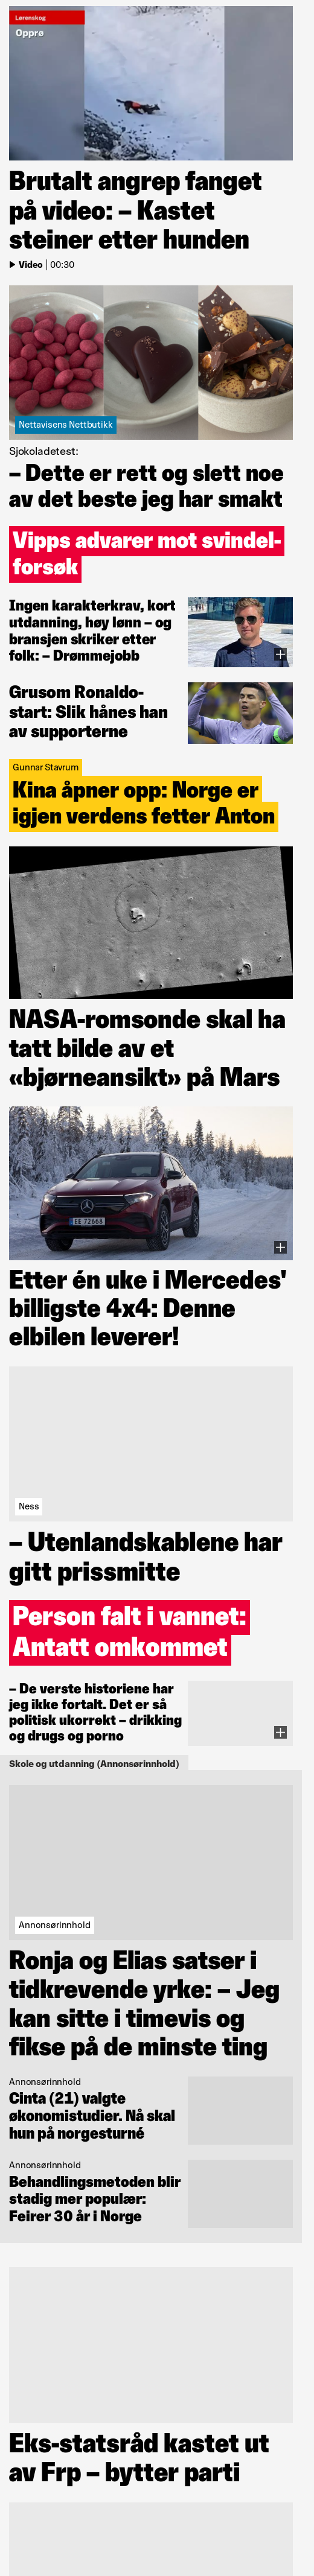 Lørenskog
Opprø
Brutalt angrep fanget
på video: – Kastet
steiner etter hunden
Video | 00:30
Nettavisens Nettbutikk
Sjokoladetest:
– Dette er rett og slett noe
av det beste jeg har smakt
Vipps advarer mot svindel-
forsøk
Ingen karakterkrav, kort
utdanning, høy lønn – og
bransjen skriker etter
folk: – Drømmejobb
Grusom Ronaldo-
start: Slik hånes han
av supporterne
Gunnar Stavrum
Kina åpner opp: Norge er
igjen verdens fetter Anton
NASA-romsonde skal ha
tatt bilde av et
«bjørneansikt» på Mars
EE 72668
Etter én uke i Mercedes'
billigste 4x4: Denne
elbilen leverer!
Ness
– Utenlandskablene har
gitt prissmitte
Person falt i vannet:
Antatt omkommet
– De verste historiene har
jeg ikke fortalt. Det er så
politisk ukorrekt – drikking
og drugs og porno
Skole og utdanning (Annonsørinnhold)
Annonsørinnhold
Ronja og Elias satser i
tidkrevende yrke: – Jeg
kan sitte i timevis og
fikse på de minste ting
Annonsørinnhold
Cinta (21) valgte
økonomistudier. Nå skal
hun på norgesturné
Annonsørinnhold
Behandlingsmetoden blir
stadig mer populær:
Feirer 30 år i Norge
Eks-statsråd kastet ut
av Frp – bytter parti